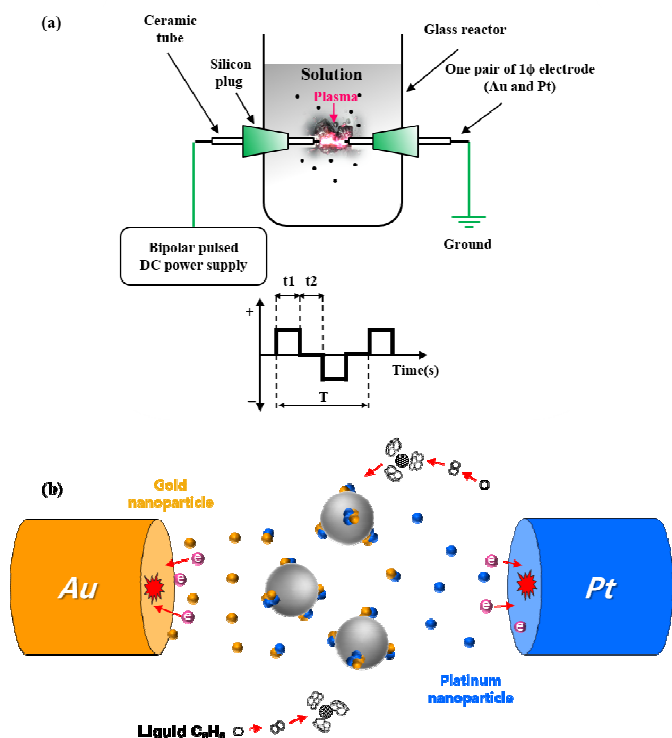 (a)
Ceramic
tube
Silicon
plug
Solution
Plasma
Glass reactor
One pair of 1ϕ electrode
(Au and Pt)
Bipolar pulsed
DC power supply
Ground
t1 t2
+
Time(s)
T
–
(b)
Gold
nanoparticle
Au
e
e
e
e
e
e
Pt
Platinum
nanoparticle
Liquid C₆H₆